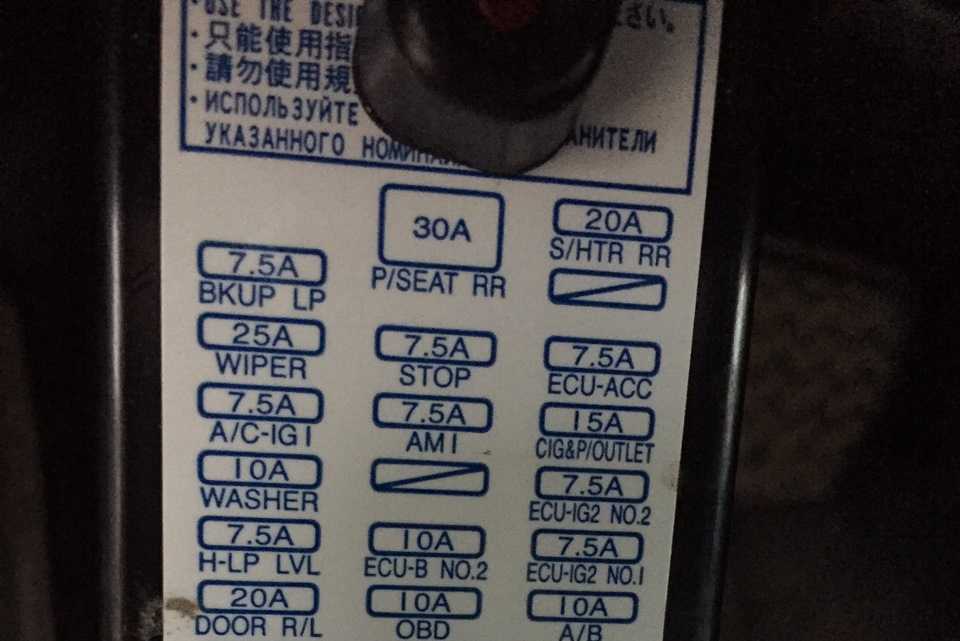 ・USE THE
・只能使用指
・請勿使用規
・ИСПОЛЬЗУЙТЕ
УКАЗАННОГО
30A
P/SEAT RR
20A
S/HTR RR
7.5A
BKUP LP
25A
WIPER
7.5A
STOP
7.5A
ECU-ACC
7.5A
A/C-IG1
7.5A
AM1
15A
CIG&P/OUTLET
10A
WASHER
7.5A
ECU-IG2 NO.2
7.5A
H-LP LVL
10A
ECU-B NO.2
7.5A
ECU-IG2 NO.1
20A
DOOR R/L
10A
OBD
10A
A/B